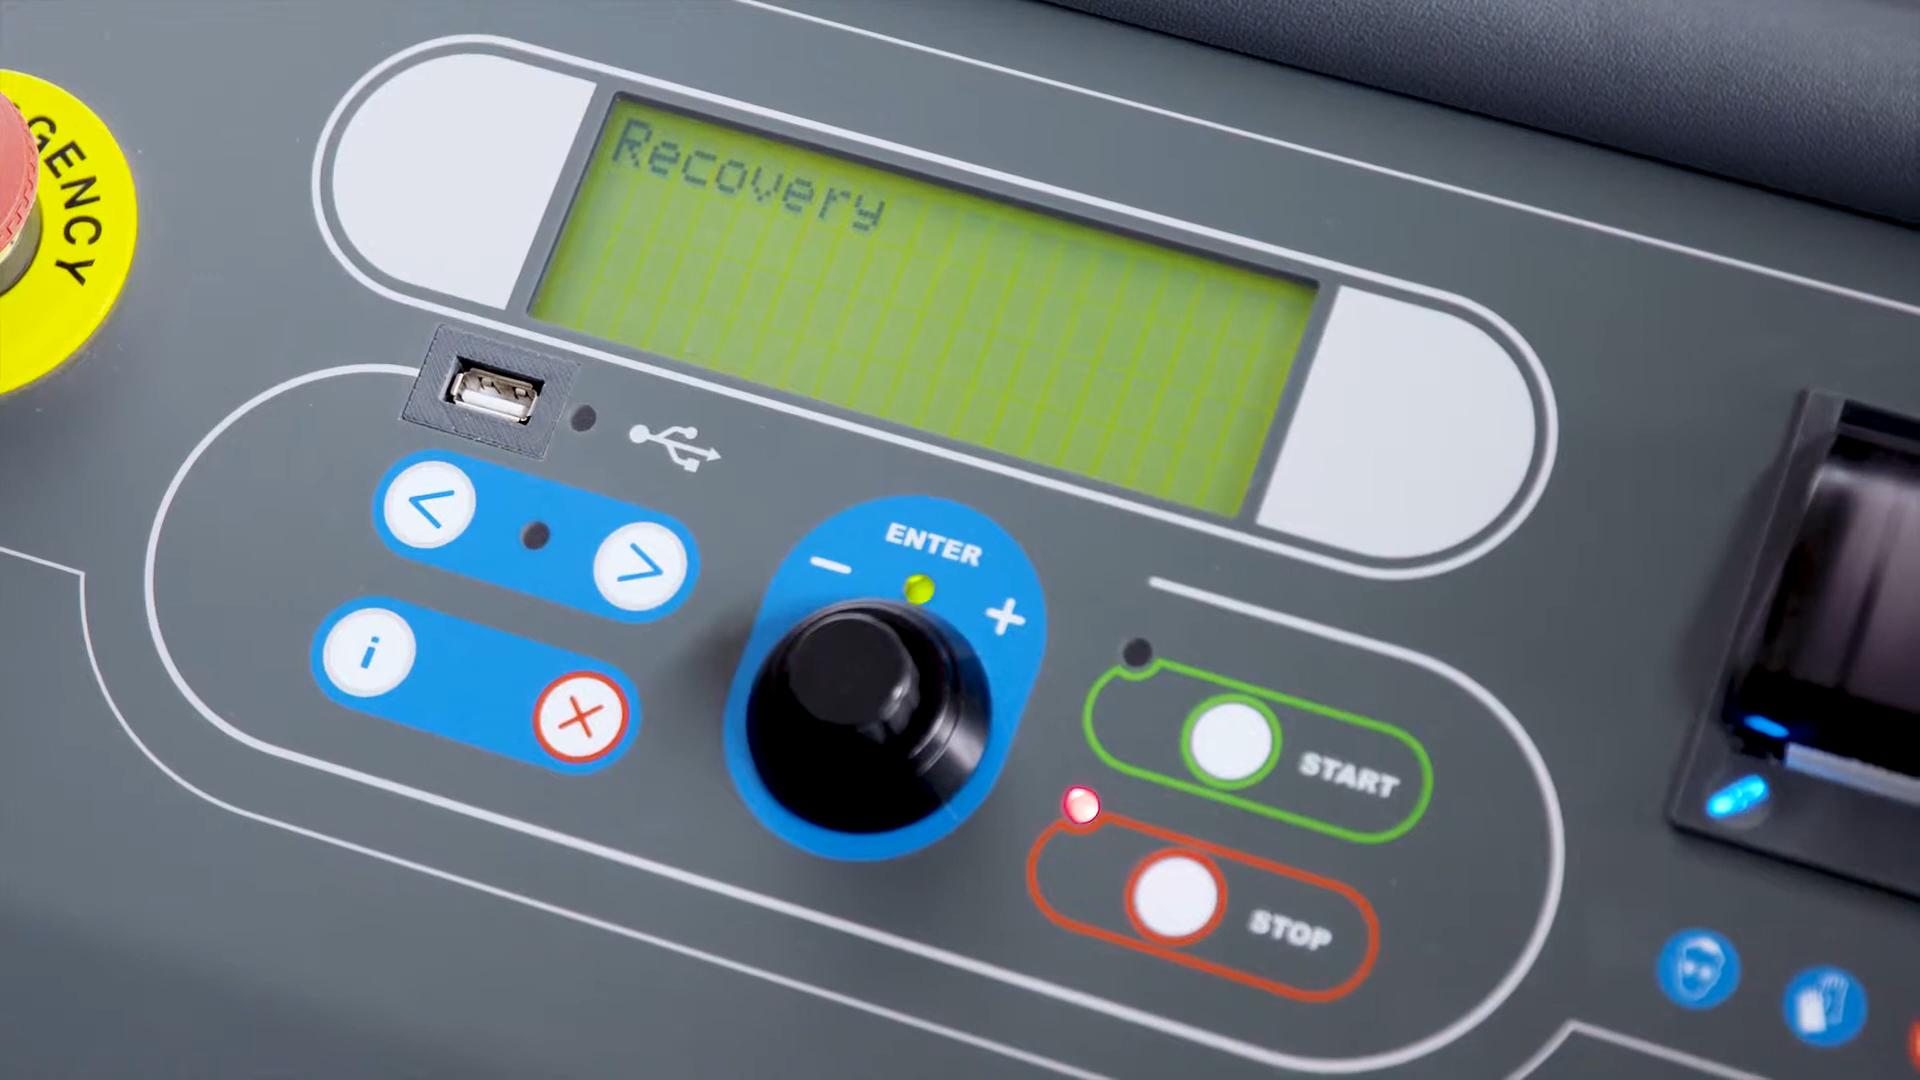 Recovery
GENCY
<
>
ENTER
-
+
i
START
STOP